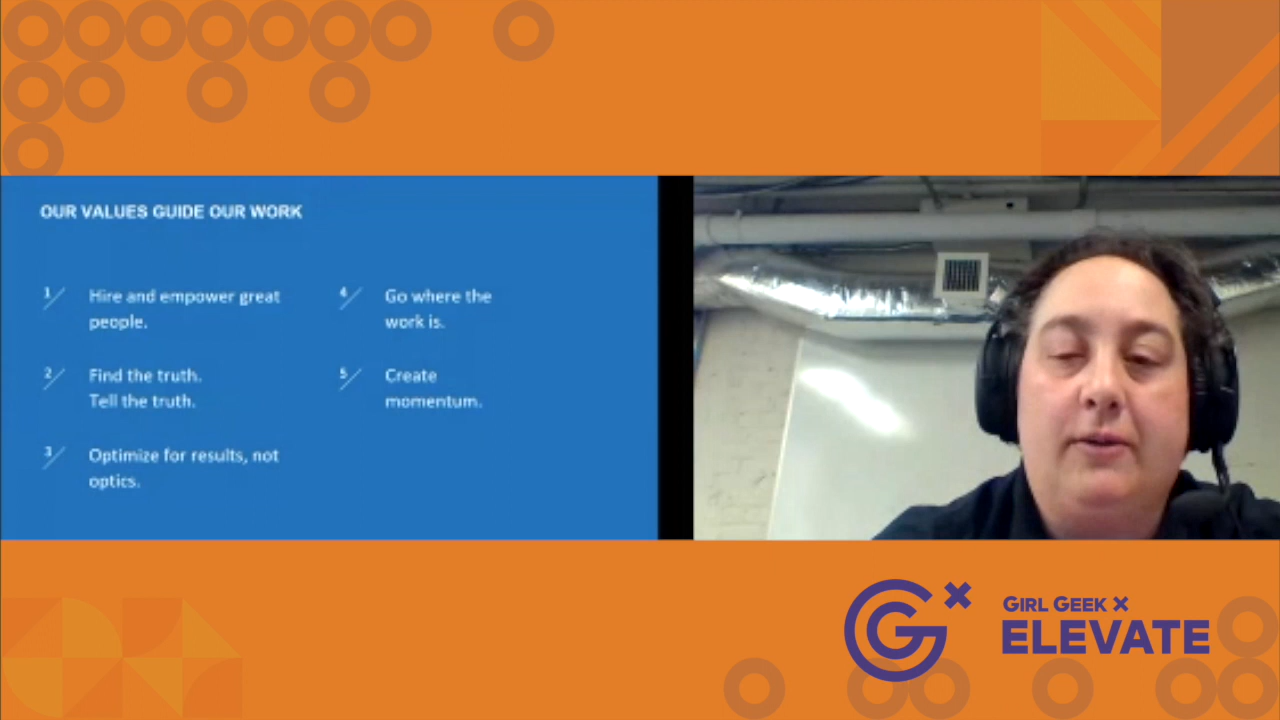 OUR VALUES GUIDE OUR WORK
1
Hire and empower great
people.
2
Find the truth.
Tell the truth.
3
Optimize for results, not
optics.
4
Go where the
work is.
5
Create
momentum.
GIRL GEEK X
ELEVATE